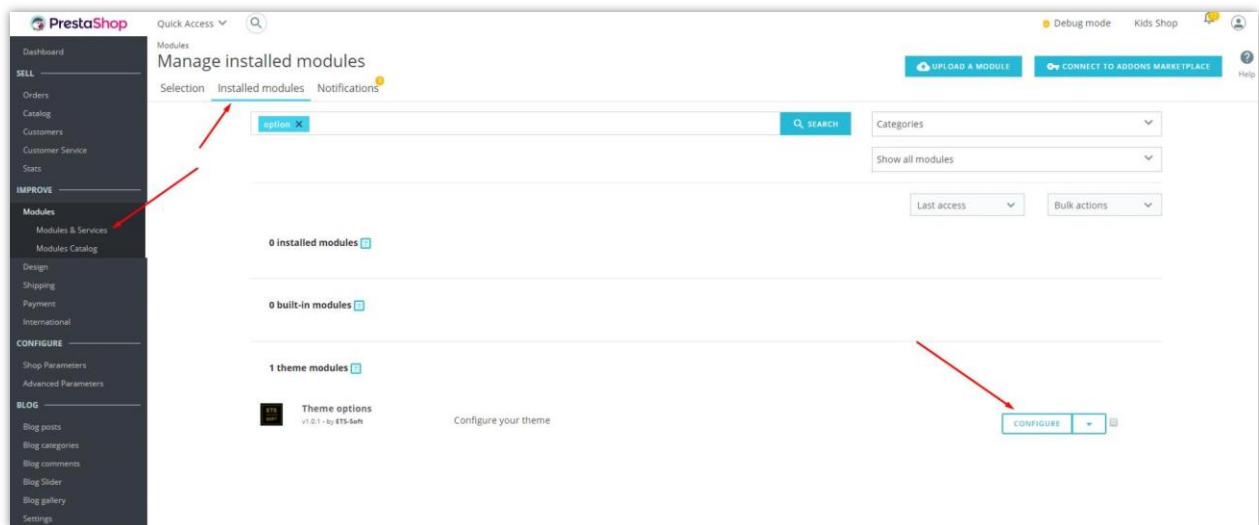 PrestaShop
Quick Access
Debug mode
Kids Shop
Dashboard
SELL
Orders
Catalog
Customers
Customer Service
Stats
IMPROVE
Modules
Modules & Services
Modules Catalog
Design
Shipping
Payment
International
CONFIGURE
Shop Parameters
Advanced Parameters
BLOG
Blog posts
Blog categories
Blog comments
Blog Slider
Blog gallery
Settings
Modules
Manage installed modules
UPLOAD A MODULE
CONNECT TO ADDONS MARKETPLACE
Help
Selection Installed modules Notifications
option X
SEARCH
Categories
Show all modules
Last access
Bulk actions
0 installed modules
0 built-in modules
1 theme modules
Theme options
v1.0.1 - by ETS-Soft
Configure your theme
CONFIGURE